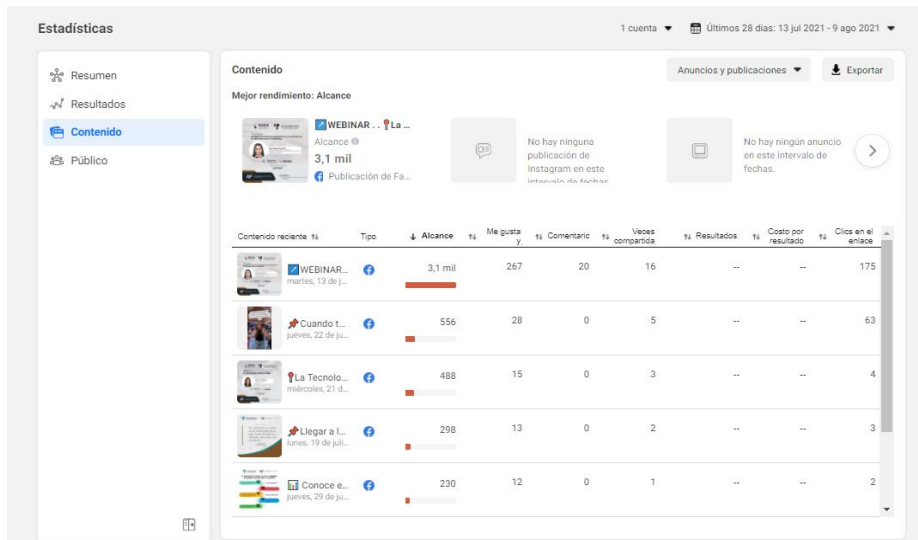 Estadísticas
1 cuenta
Últimos 28 días: 13 jul 2021 - 9 ago 2021
Resumen
Resultados
Contenido
Público
Contenido
Anuncios y publicaciones
Exportar
Mejor rendimiento: Alcance
WEBINAR . . La ...
Alcance
3,1 mil
Publicación de Fa...
No hay ninguna
publicación de
Instagram en este
intervalo de fechas
No hay ningún anuncio
en este intervalo de
fechas.
Contenido reciente
Tipo
Alcance
Me gusta
y
Comentaric
Veces
compartida
Resultados
Costo por
resultado
Clics en el
enlace
WEBINAR...
martes, 13 de j...
3,1 mil 267 20 16 -- -- 175
Cuando t...
jueves, 22 de ju...
556 28 0 5 -- -- 63
La Tecnolo...
miércoles, 21 d...
488 15 0 3 -- -- 4
Llegar a l...
lunes, 19 de juli...
298 13 0 2 -- -- 3
Conoce e...
jueves, 29 de ju...
230 12 0 1 -- -- 2